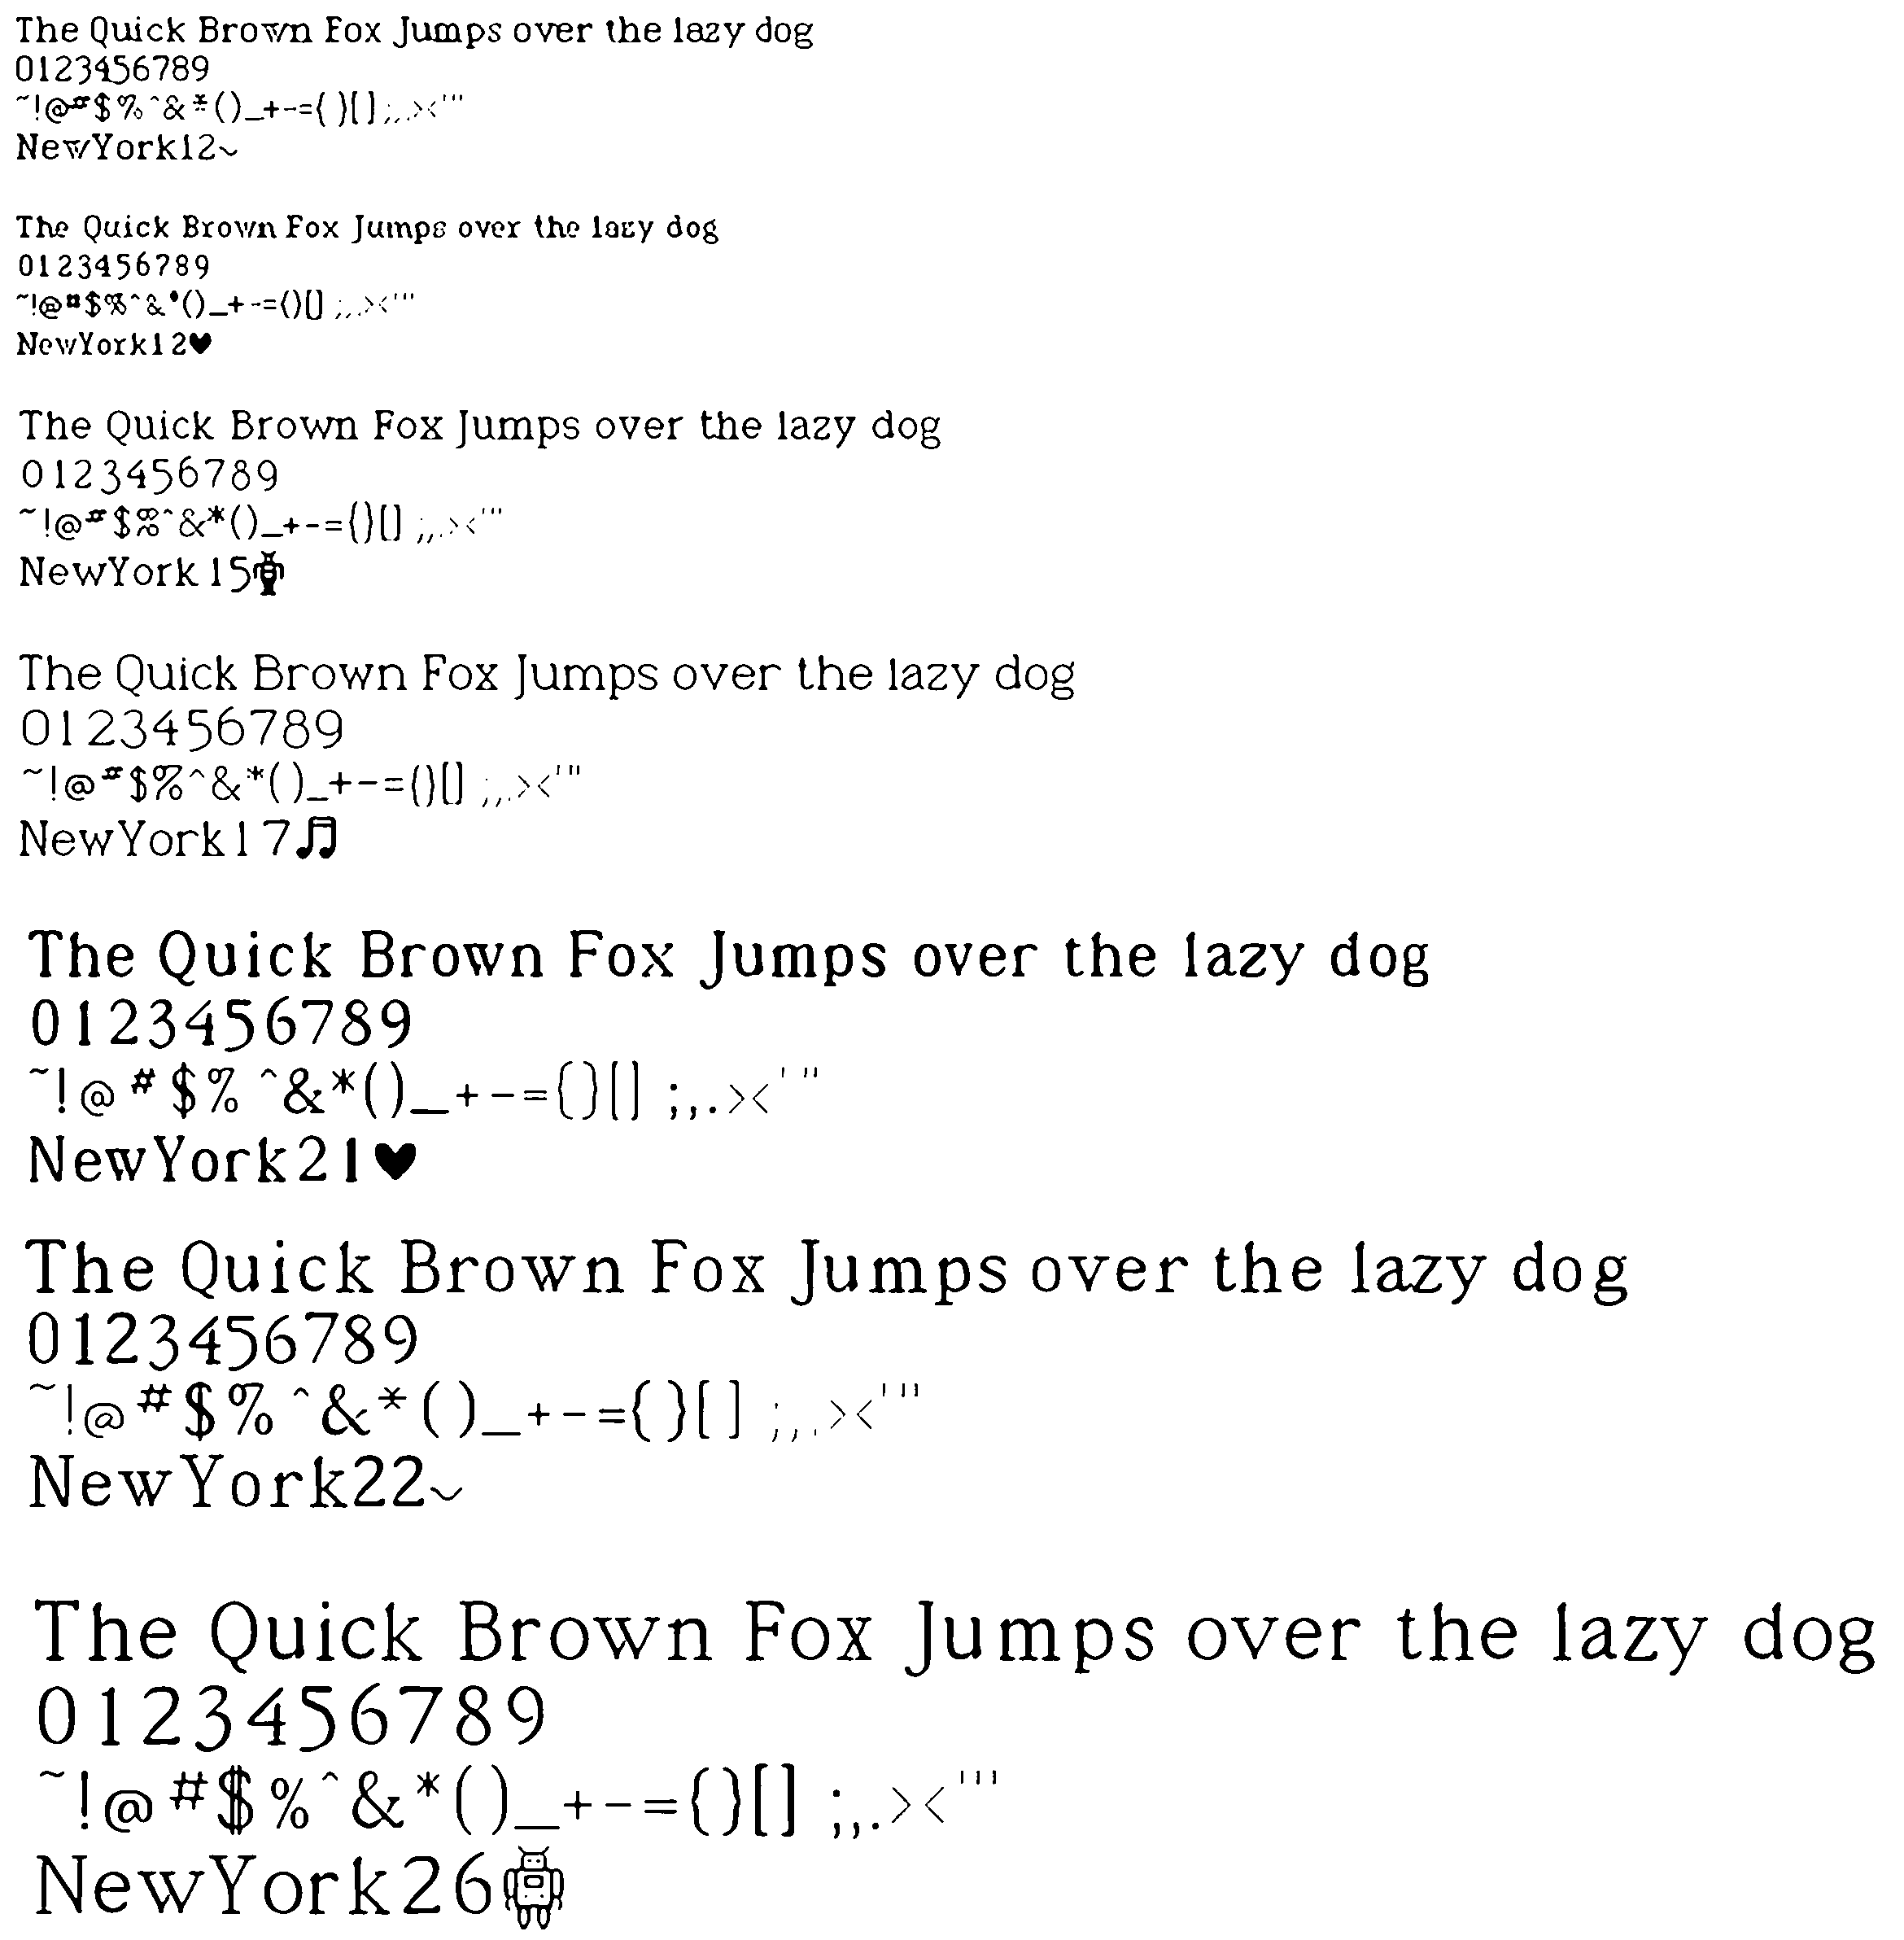 The Quick Brown Fox Jumps over the lazy dog
0123456789
~!@#$%^&*()_+-={}[] ;,.><'"
NewYork12~
The Quick Brown Fox Jumps over the lazy dog
0123456789
~!@#$%^&*()_+-={}[] ;,.><'"
NewYork12♥
The Quick Brown Fox Jumps over the lazy dog
0123456789
~!@#$%^&*()_+-={}[] ;,.><'"
NewYork15
The Quick Brown Fox Jumps over the lazy dog
0123456789
~!@#$%^&*()_+-={}[] ;,.><'"
NewYork17♫
The Quick Brown Fox Jumps over the lazy dog
0123456789
~!@#$%^&*()_+-={}[] ;,.><'"
NewYork21♥
The Quick Brown Fox Jumps over the lazy dog
0123456789
~!@#$%^&*()_+-={}[] ;,.><'"
NewYork22~
The Quick Brown Fox Jumps over the lazy dog
0123456789
~!@#$%^&*()_+-={}[] ;,.><'"
NewYork26